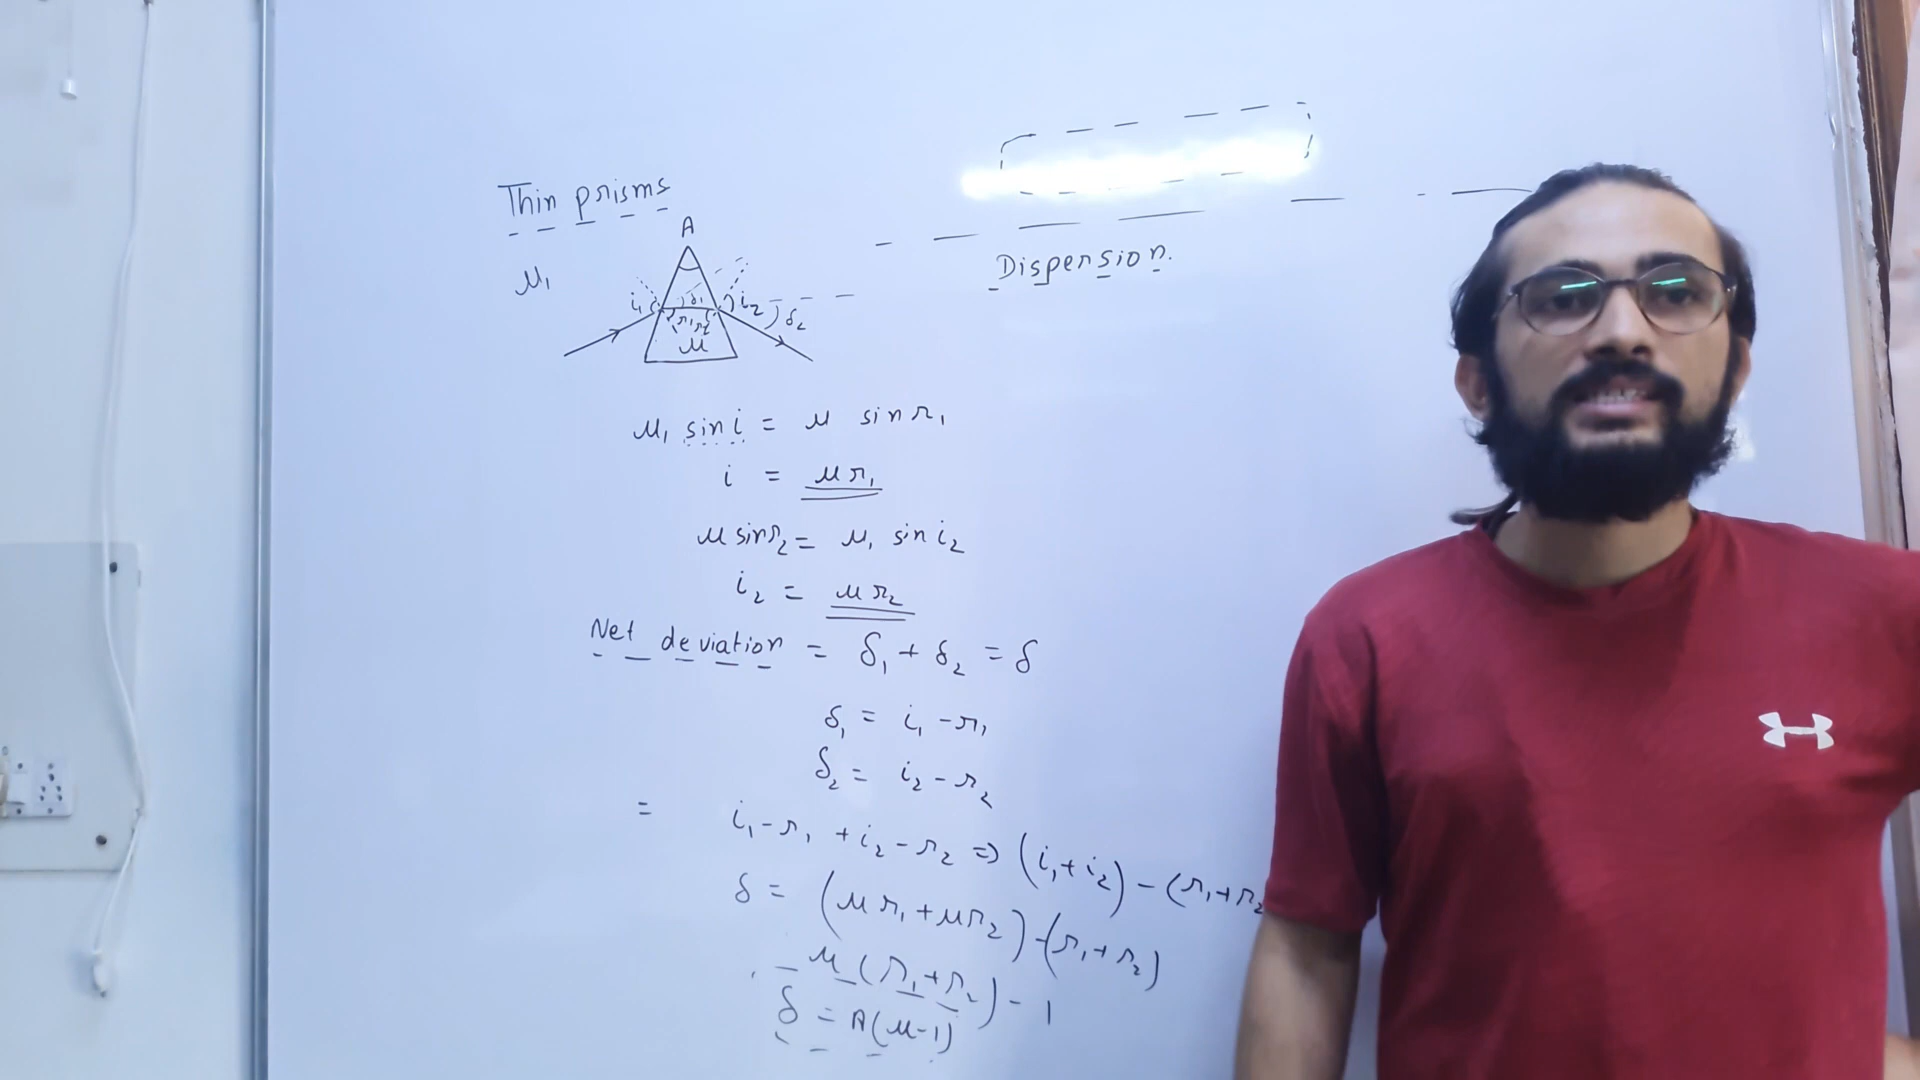 Thin prisms
A
μ₁
i₁ δ₁ i₂ δ₂
r₁ r₂
μ
μ₁ sin i = μ sin r₁
i = μ r₁
μ sin r₂ = μ₁ sin i₂
i₂ = μ r₂
Net deviation = δ₁ + δ₂ = δ
δ₁ = i₁ - r₁
δ₂ = i₂ - r₂
= i₁ - r₁ + i₂ - r₂ ⇒ (i₁ + i₂) - (r₁ + r₂
δ = (μ r₁ + μ r₂) - (r₁ + r₂)
μ (r₁ + r₂) - 1
δ = A(μ-1)
Dispersion.